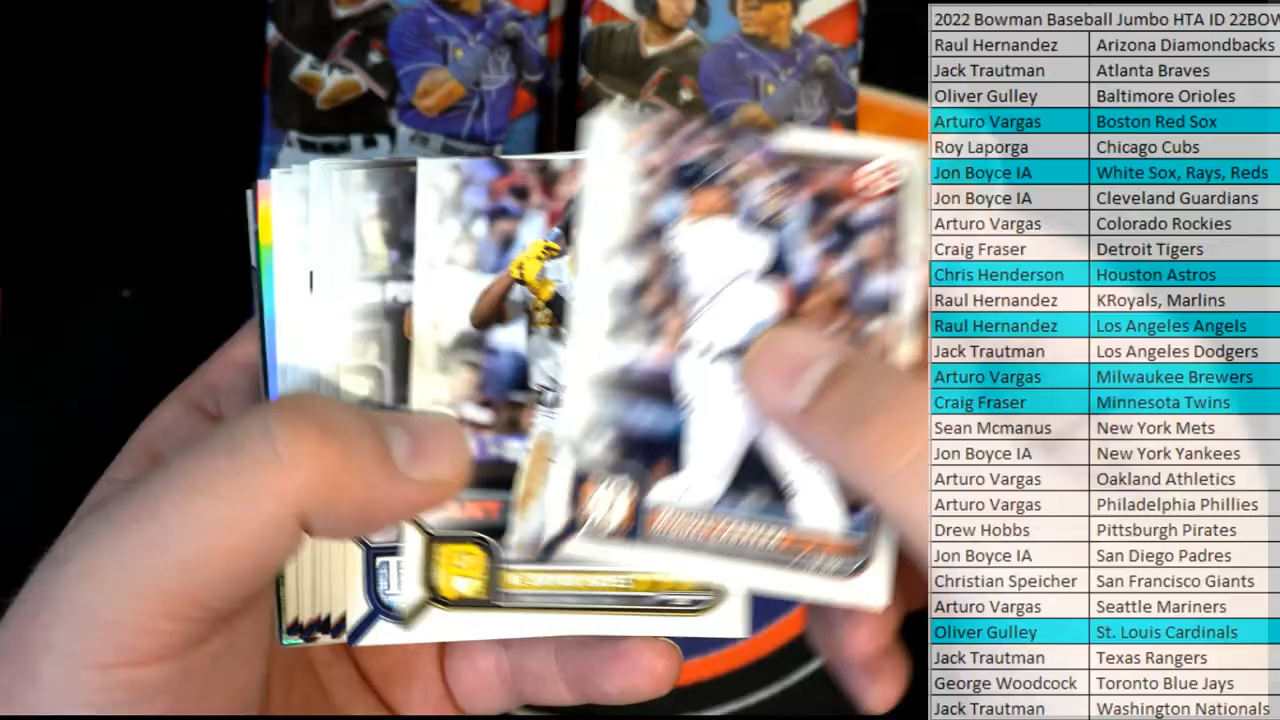 2022 Bowman Baseball Jumbo HTA ID 22BOW
Raul Hernandez Arizona Diamondbacks
Jack Trautman Atlanta Braves
Oliver Gulley Baltimore Orioles
Arturo Vargas Boston Red Sox
Roy Laporga Chicago Cubs
Jon Boyce IA White Sox, Rays, Reds
Jon Boyce IA Cleveland Guardians
Arturo Vargas Colorado Rockies
Craig Fraser Detroit Tigers
Chris Henderson Houston Astros
Raul Hernandez KRoyals, Marlins
Raul Hernandez Los Angeles Angels
Jack Trautman Los Angeles Dodgers
Arturo Vargas Milwaukee Brewers
Craig Fraser Minnesota Twins
Sean Mcmanus New York Mets
Jon Boyce IA New York Yankees
Arturo Vargas Oakland Athletics
Arturo Vargas Philadelphia Phillies
Drew Hobbs Pittsburgh Pirates
Jon Boyce IA San Diego Padres
Christian Speicher San Francisco Giants
Arturo Vargas Seattle Mariners
Oliver Gulley St. Louis Cardinals
Jack Trautman Texas Rangers
George Woodcock Toronto Blue Jays
Jack Trautman Washington Nationals